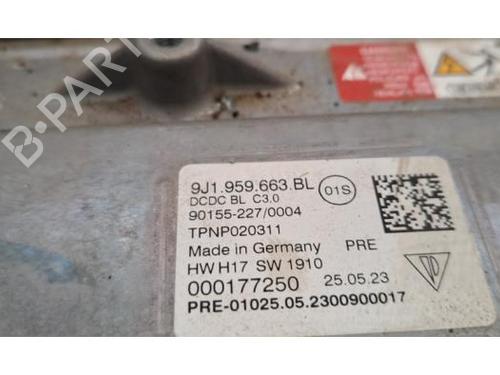 B-PARTS
9J1.959.663.BL
01S
DCDC BL C3.0
90155-227/0004
TPNP020311
Made in Germany PRE
HW H17 SW 1910
000177250 25.05.23
PRE-01025.05.2300900017